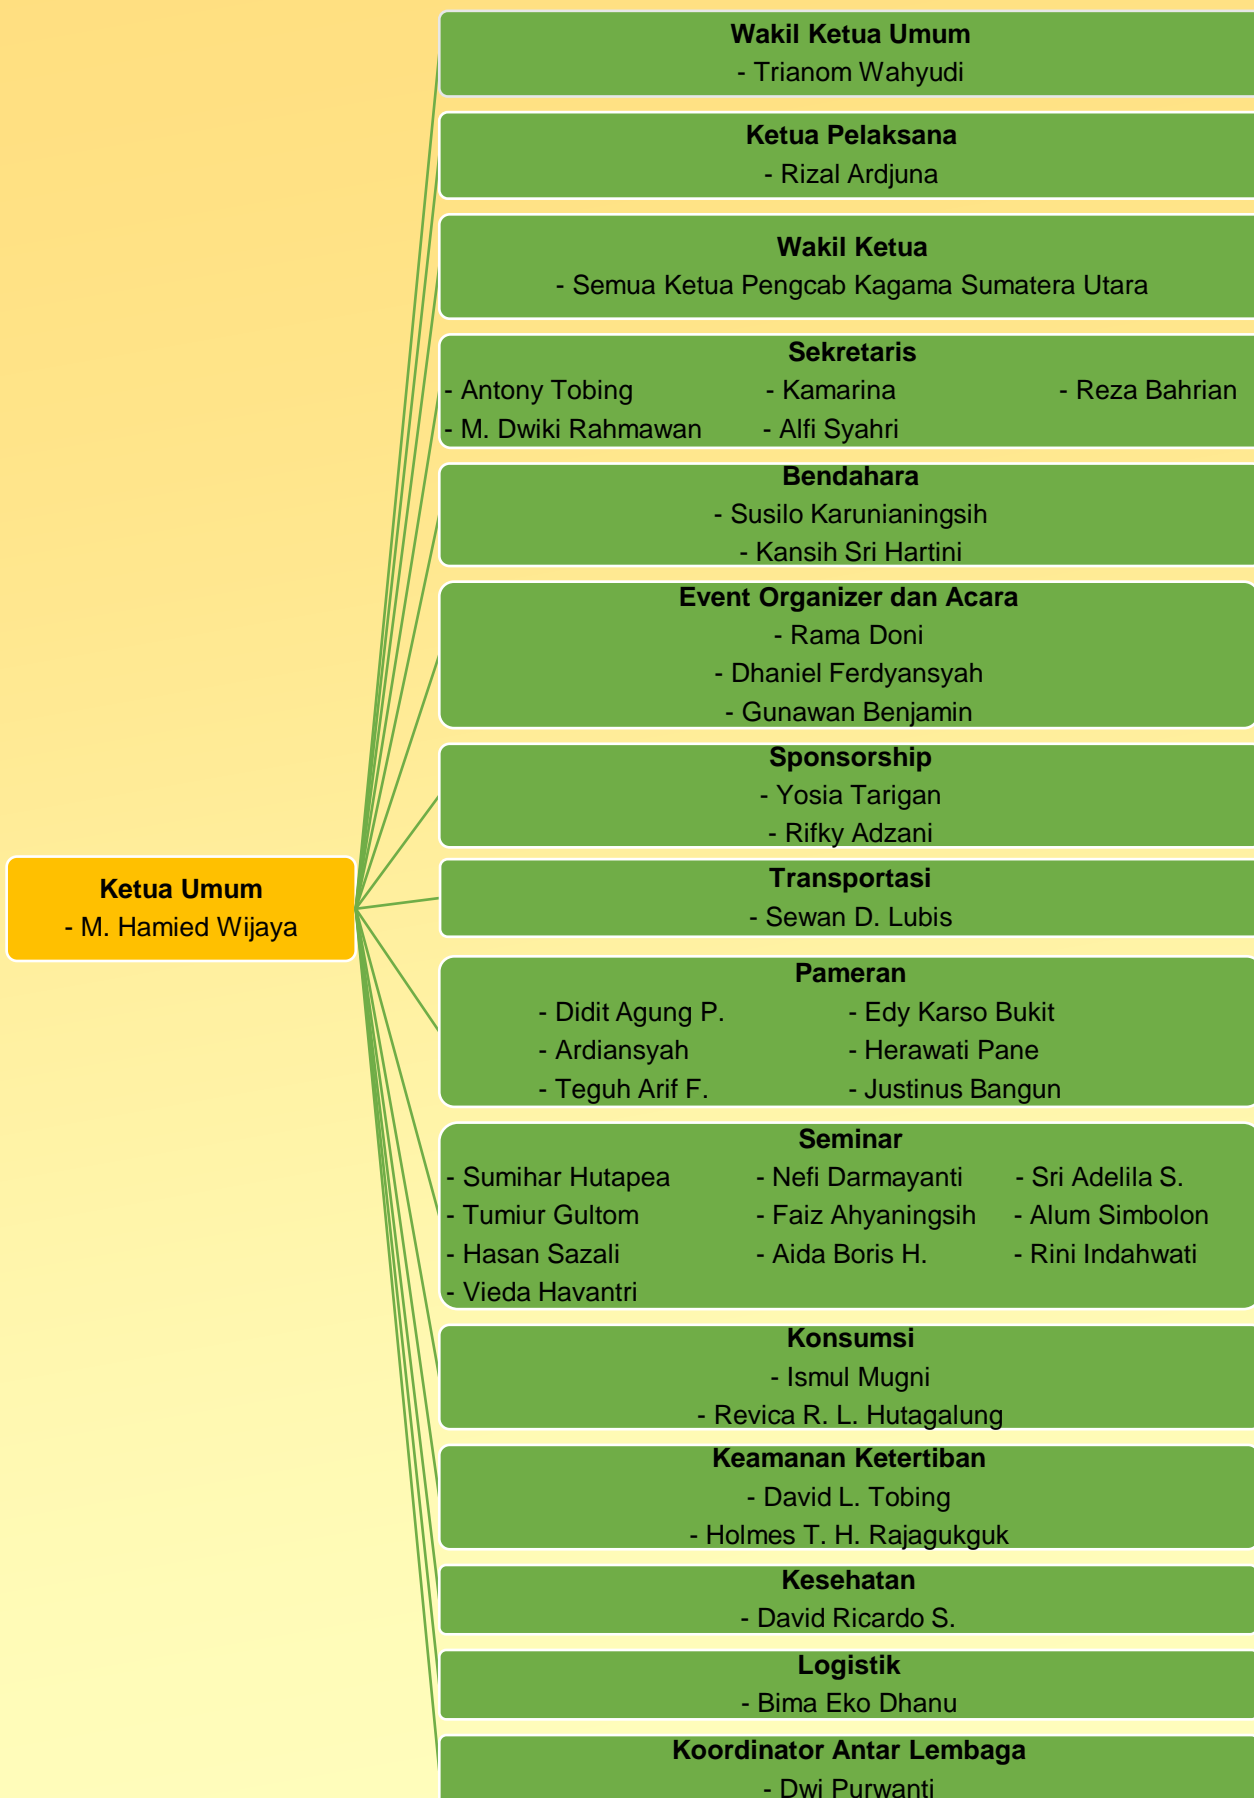 Wakil Ketua Umum
- Trianom Wahyudi
Ketua Pelaksana
- Rizal Ardjuna
Wakil Ketua
- Semua Ketua Pengcab Kagama Sumatera Utara
Sekretaris
- Antony Tobing - Kamarina - Reza Bahrian
- M. Dwiki Rahmawan - Alfi Syahri
Bendahara
- Susilo Karunianingsih
- Kansih Sri Hartini
Event Organizer dan Acara
- Rama Doni
- Dhaniel Ferdyansyah
- Gunawan Benjamin
Sponsorship
- Yosia Tarigan
- Rifky Adzani
Ketua Umum
- M. Hamied Wijaya
Transportasi
- Sewan D. Lubis
Pameran
- Didit Agung P. - Edy Karso Bukit
- Ardiansyah - Herawati Pane
- Teguh Arif F. - Justinus Bangun
Seminar
- Sumihar Hutapea - Nefi Darmayanti - Sri Adelila S.
- Tumiur Gultom - Faiz Ahyaningsih - Alum Simbolon
- Hasan Sazali - Aida Boris H. - Rini Indahwati
- Vieda Havantri
Konsumsi
- Ismul Mugni
- Revica R. L. Hutagalung
Keamanan Ketertiban
- David L. Tobing
- Holmes T. H. Rajagukguk
Kesehatan
- David Ricardo S.
Logistik
- Bima Eko Dhanu
Koordinator Antar Lembaga
- Dwi Purwanti